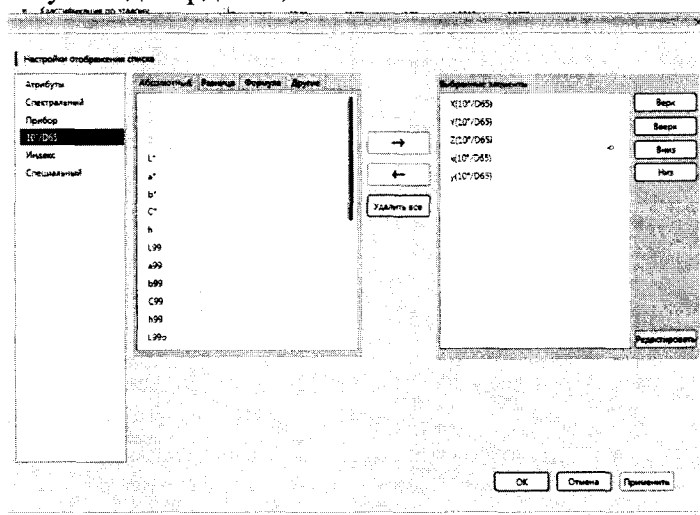 Классификация по
Настройки отображения списка
Атрибуты
Спектральный
Прибор
10°/D65
Индекс
Специальный
Абсолютный Разница Формула Другие
L*
a*
b*
C*
h
L99
a99
b99
C99
h99
L99o
→
←
Удалить все
Выбранные элементы
X(10°/D65)
Y(10°/D65)
Z(10°/D65)
x(10°/D65)
y(10°/D65)
Верх
Вверх
Вниз
Низ
Редактировать
OK Отмена Применить